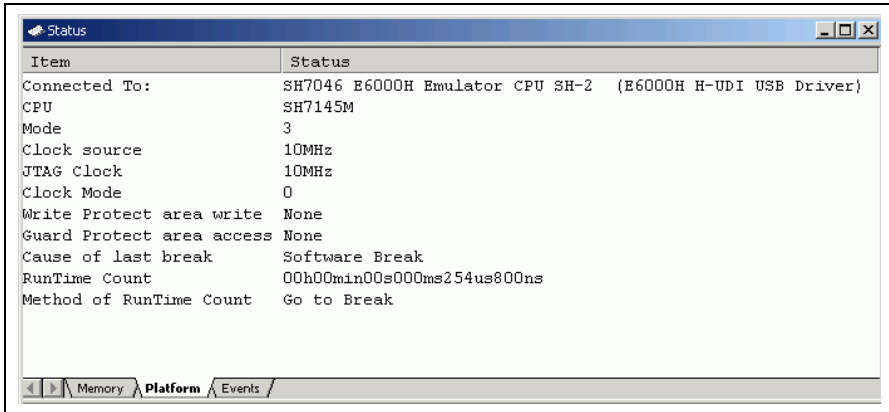 Status
Item Status
Connected To: SH7046 E6000H Emulator CPU SH-2 (E6000H H-UDI USB Driver)
CPU SH7145M
Mode 3
Clock source 10MHz
JTAG Clock 10MHz
Clock Mode 0
Write Protect area write None
Guard Protect area access None
Cause of last break Software Break
RunTime Count 00h00min00s000ms254us800ns
Method of RunTime Count Go to Break
Memory Platform Events